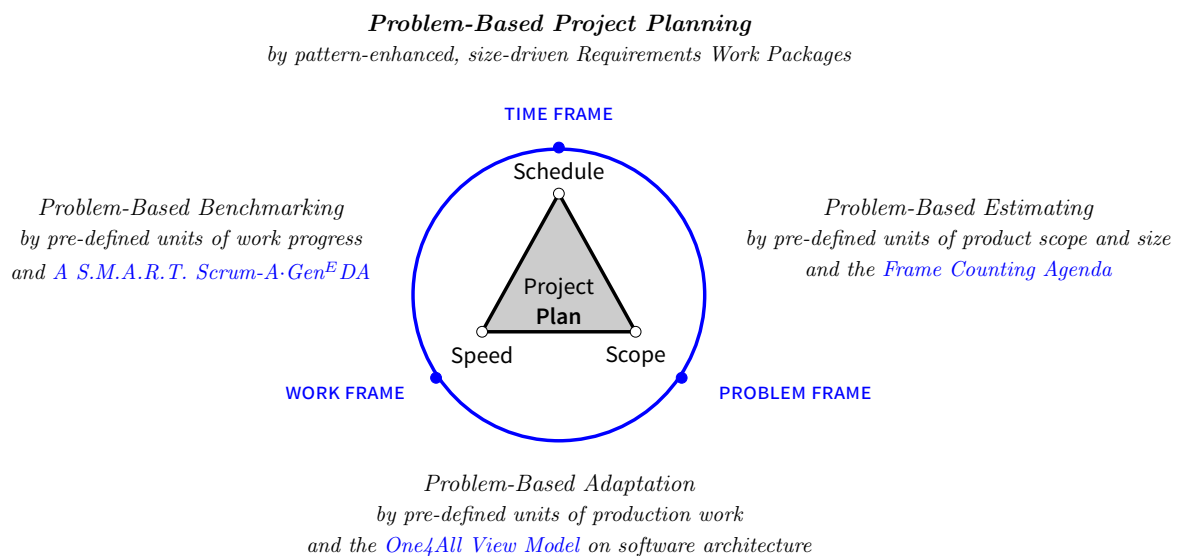 Problem-Based Project Planning
by pattern-enhanced, size-driven Requirements Work Packages
TIME FRAME
Schedule
Problem-Based Benchmarking
by pre-defined units of work progress
and A S.M.A.R.T. Scrum-A·Gen^E DA
Problem-Based Estimating
by pre-defined units of product scope and size
and the Frame Counting Agenda
Project
Plan
Speed
Scope
WORK FRAME
PROBLEM FRAME
Problem-Based Adaptation
by pre-defined units of production work
and the One4All View Model on software architecture